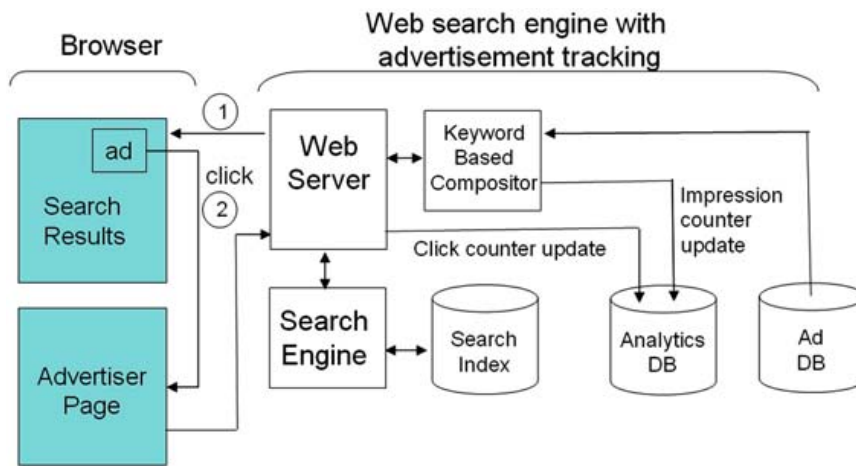 Web search engine with
advertisement tracking
Browser
1
ad
click
2
Search
Results
Advertiser
Page
Web
Server
Keyword
Based
Compositor
Impression
counter
update
Click counter update
Search
Engine
Search
Index
Analytics
DB
Ad
DB